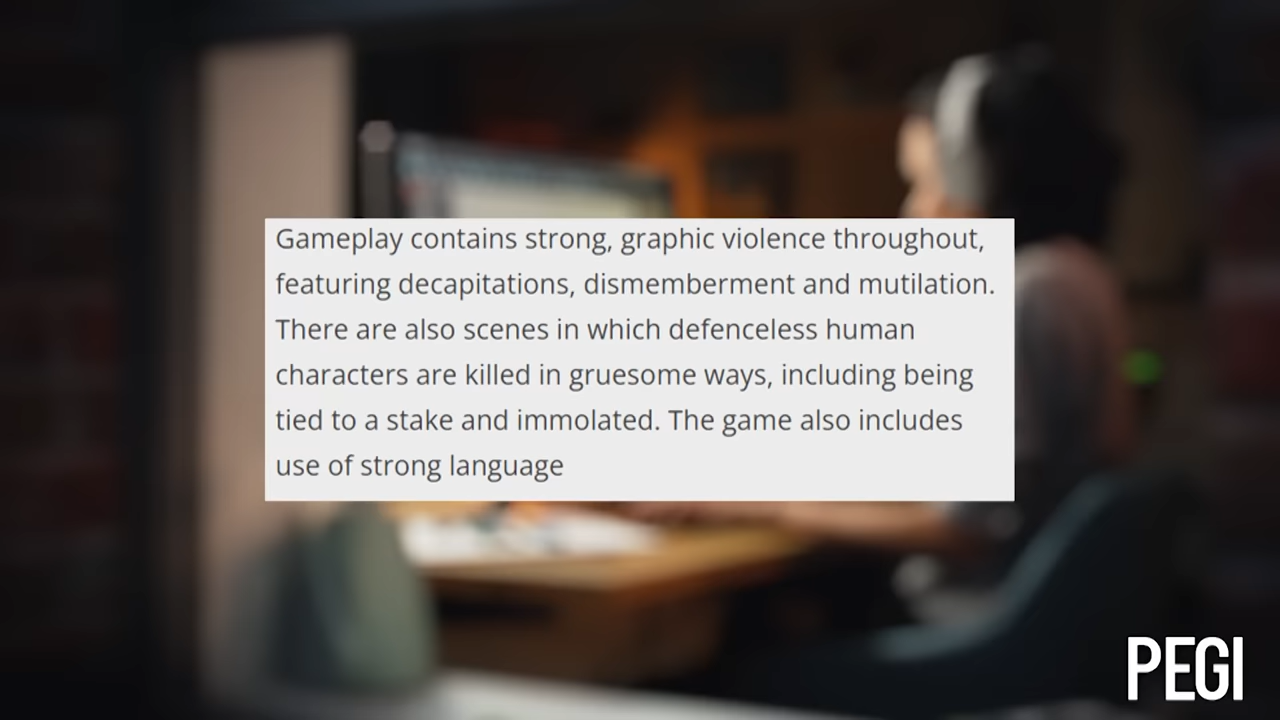 Gameplay contains strong, graphic violence throughout,
featuring decapitations, dismemberment and mutilation.
There are also scenes in which defenceless human
characters are killed in gruesome ways, including being
tied to a stake and immolated. The game also includes
use of strong language
PEGI